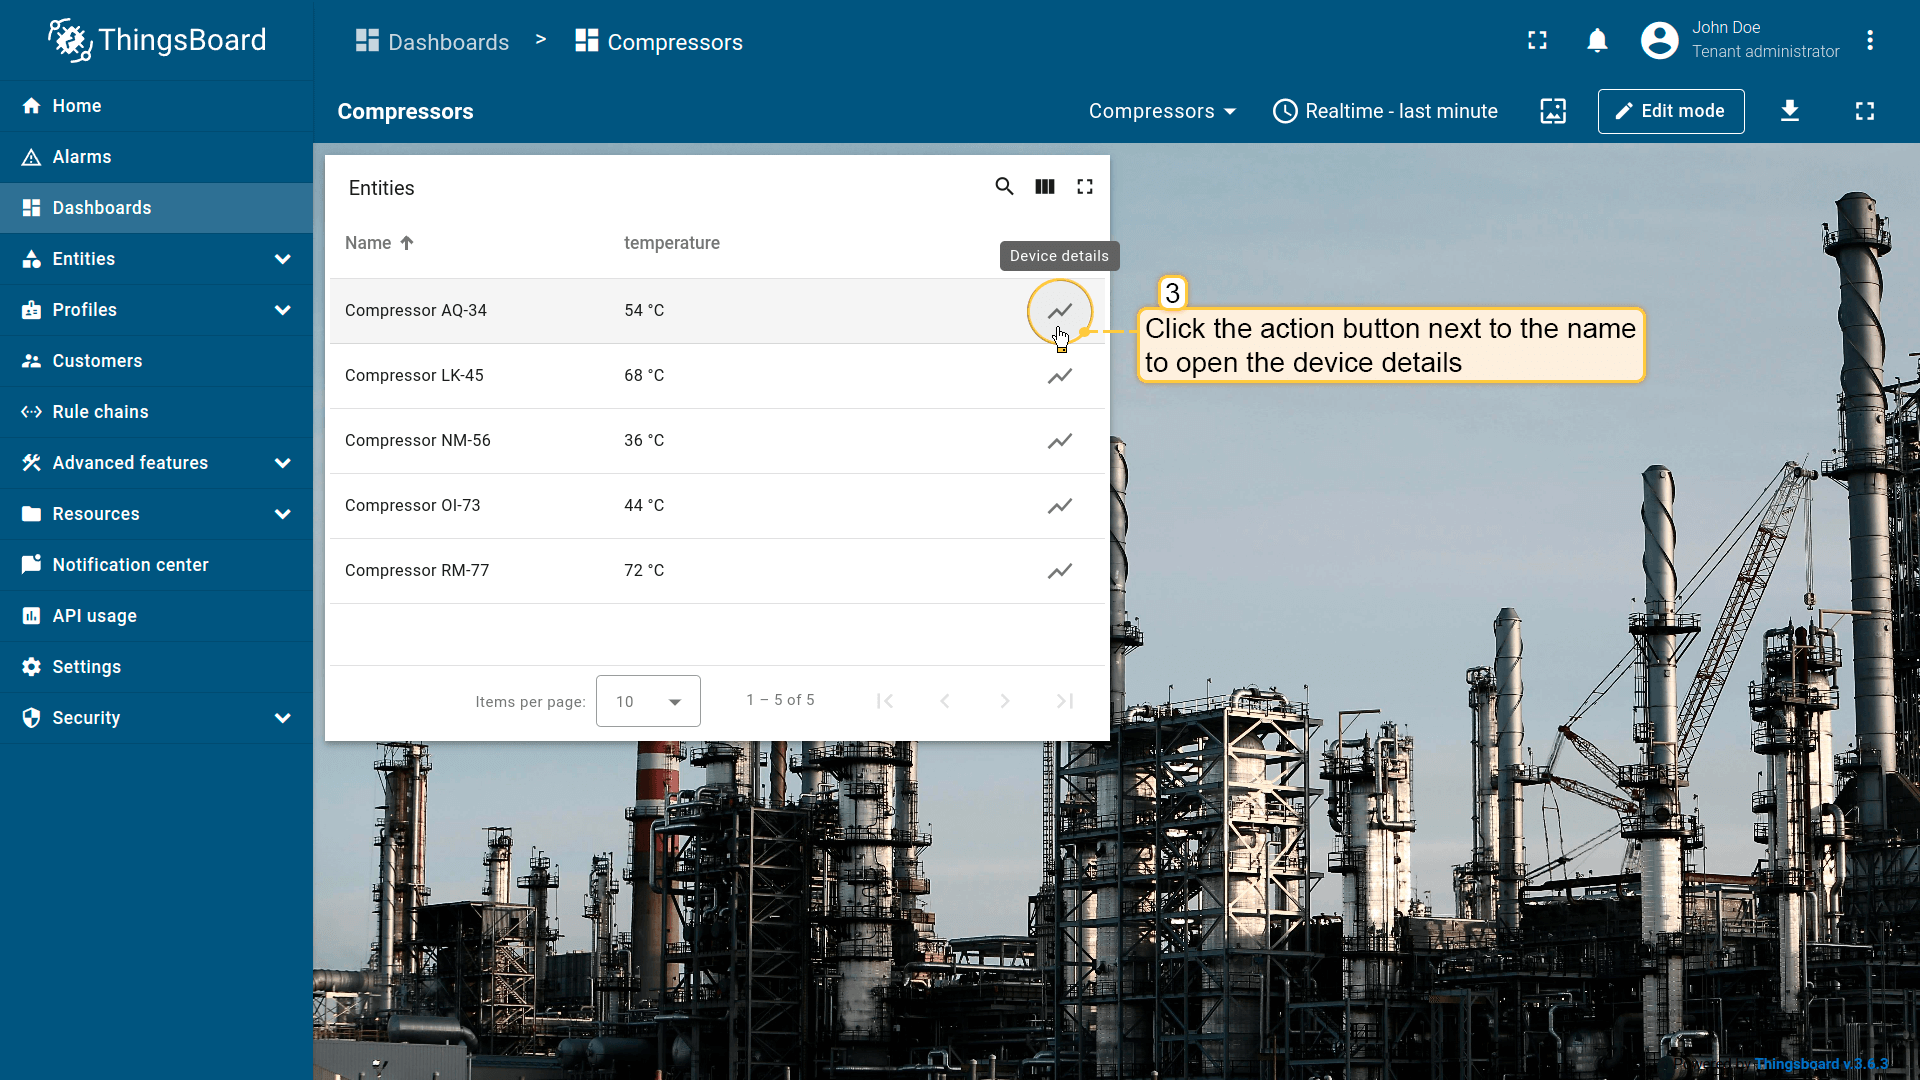 ThingsBoard
Dashboards > Compressors
John Doe
Tenant administrator
Home
Alarms
Dashboards
Entities
Profiles
Customers
Rule chains
Advanced features
Resources
Notification center
API usage
Settings
Security
Compressors
Compressors
Realtime - last minute
Edit mode
Entities
Name temperature
Device details
Compressor AQ-34 54 °C
Compressor LK-45 68 °C
Compressor NM-56 36 °C
Compressor OI-73 44 °C
Compressor RM-77 72 °C
Items per page: 10 1 – 5 of 5
3
Click the action button next to the name
to open the device details
Powered by Thingsboard v.3.6.3